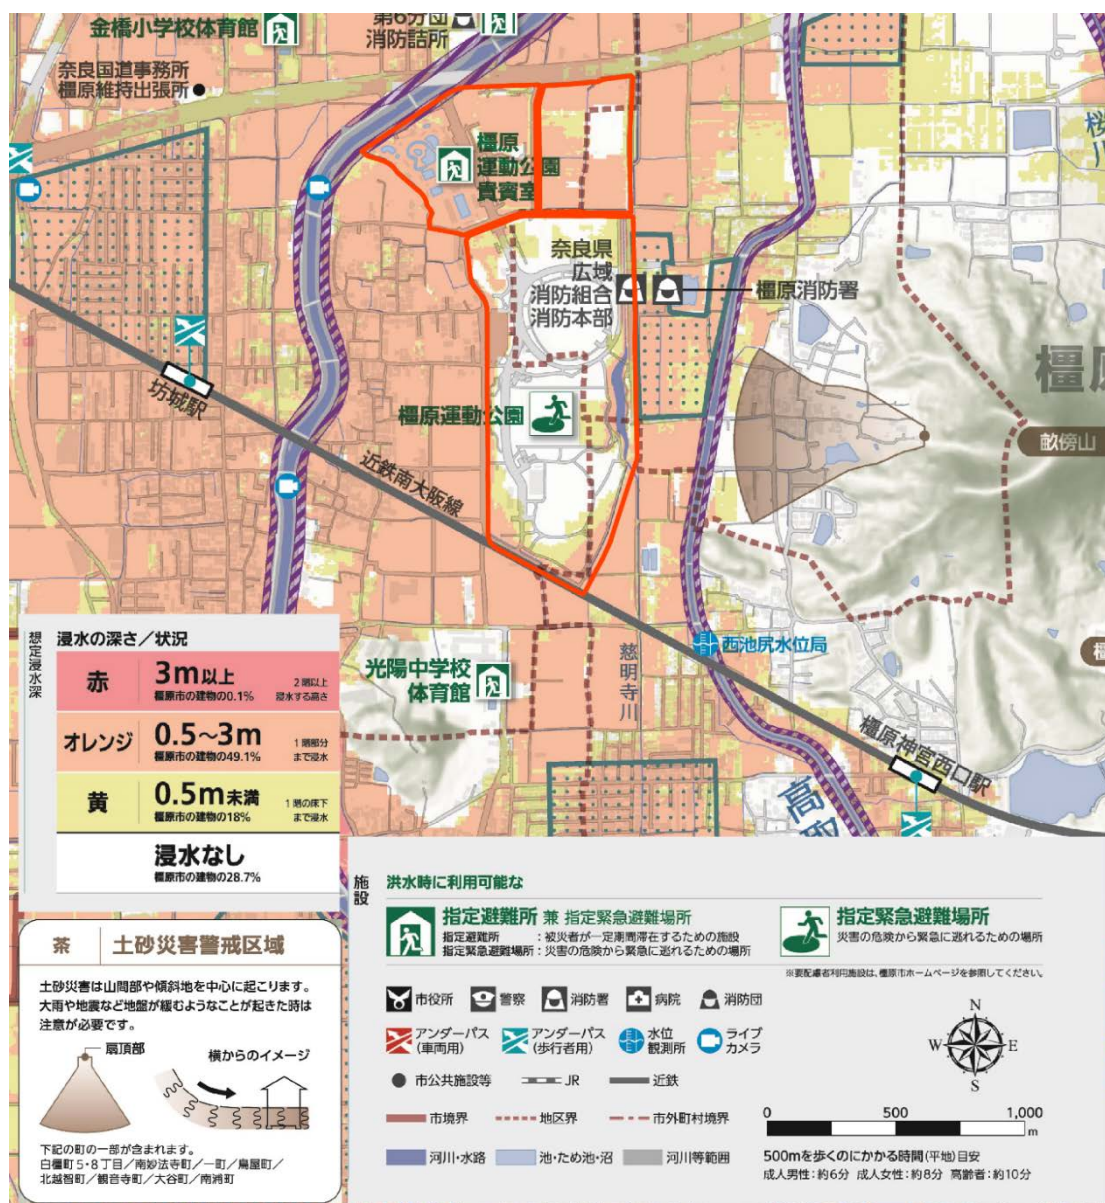 金橋小学校体育館
第6分団
消防詰所
奈良国道事務所
橿原維持出張所
橿原
運動公園
貴賓室
桜川
奈良県
広域
消防組合
消防本部
橿原消防署
橿原
坊城駅
橿原運動公園
畝傍山
近鉄南大阪線
西池尻水位局
光陽中学校
体育館
慈明寺川
橿原神宮西口駅
高取
想定浸水深
浸水の深さ/状況
赤
3m以上
橿原市の建物の0.1%
2階以上
浸水する高さ
オレンジ
0.5〜3m
橿原市の建物の49.1%
1階部分
まで浸水
黄
0.5m未満
橿原市の建物の18%
1階の床下
まで浸水
浸水なし
橿原市の建物の28.7%
茶 土砂災害警戒区域
土砂災害は山間部や傾斜地を中心に起こります。
大雨や地震など地盤が緩むようなことが起きた時は
注意が必要です。
扇頂部
横からのイメージ
下記の町の一部が含まれます。
白橿町5・8丁目/南妙法寺町/一町/鳥屋町/
北越智町/観音寺町/大谷町/南浦町
施設
洪水時に利用可能な
指定避難所 兼 指定緊急避難場所
指定避難所 :被災者が一定期間滞在するための施設
指定緊急避難場所:災害の危険から緊急に逃れるための場所
指定緊急避難場所
災害の危険から緊急に逃れるための場所
※要配慮者利用施設は、橿原市ホームページを参照してください。
市役所 警察 消防署 病院 消防団
アンダーパス
(車両用)
アンダーパス
(歩行者用)
水位
観測所
ライブ
カメラ
市公共施設等 JR 近鉄
市境界 地区界 市外町村境界
河川・水路 池・ため池・沼 河川等範囲
N
W E
S
0 500 1,000
m
500mを歩くのにかかる時間(平地)目安
成人男性:約6分 成人女性:約8分 高齢者:約10分